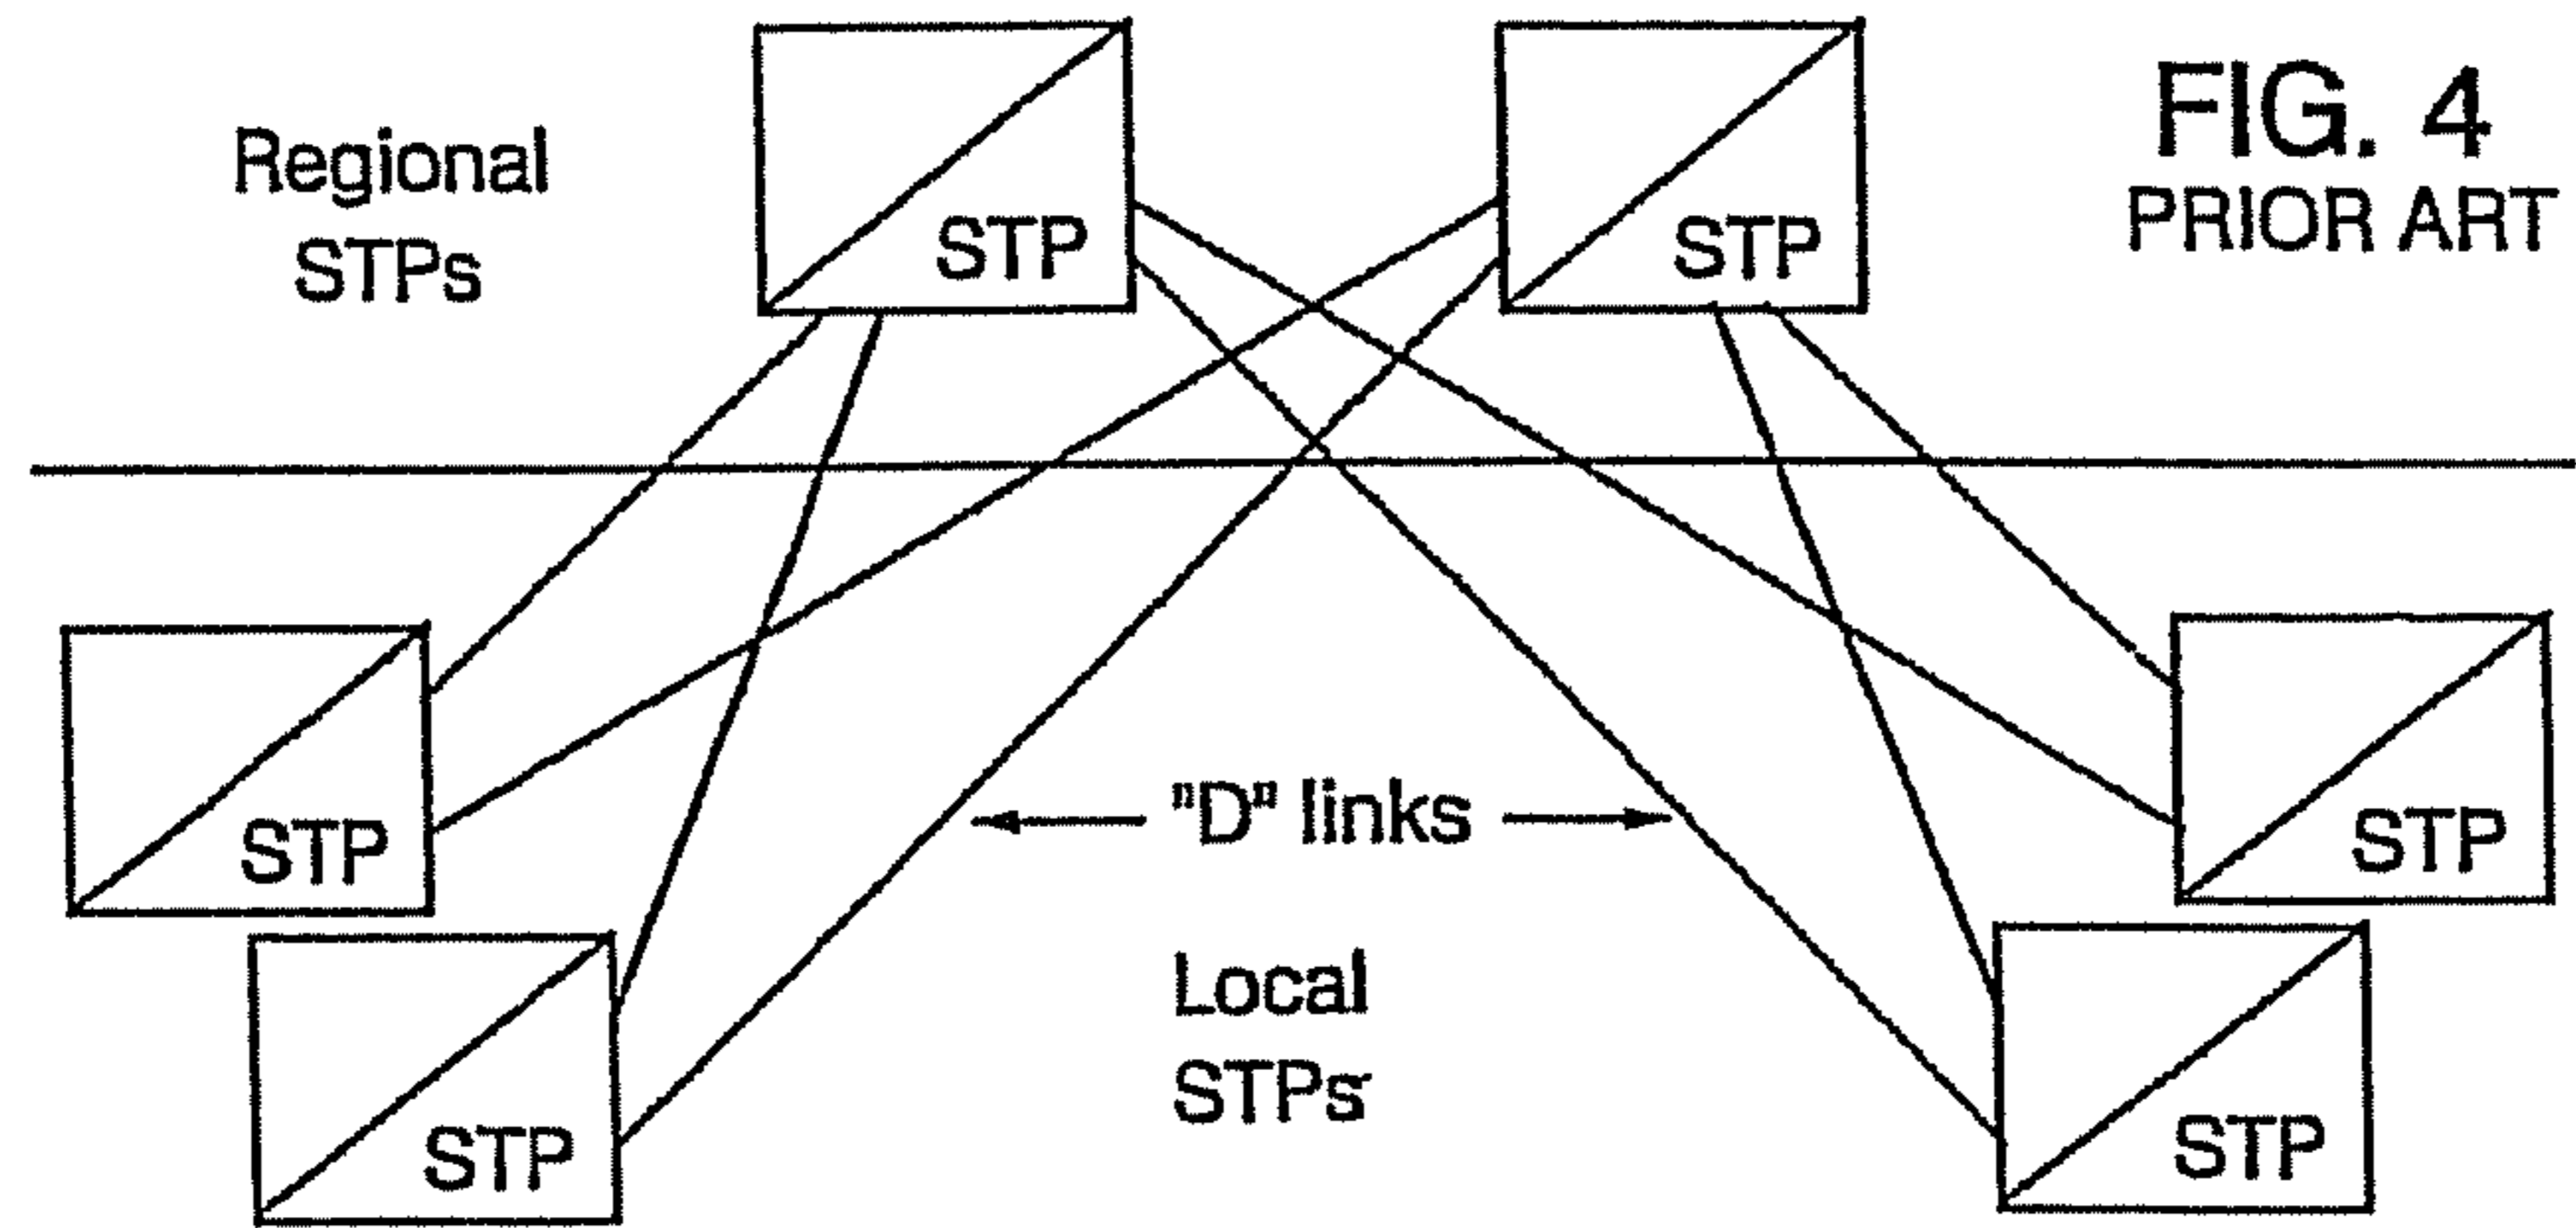 FIG. 4
PRIOR ART
Regional
STPs
STP
STP
STP
STP
"D" links
Local
STPs
STP
STP